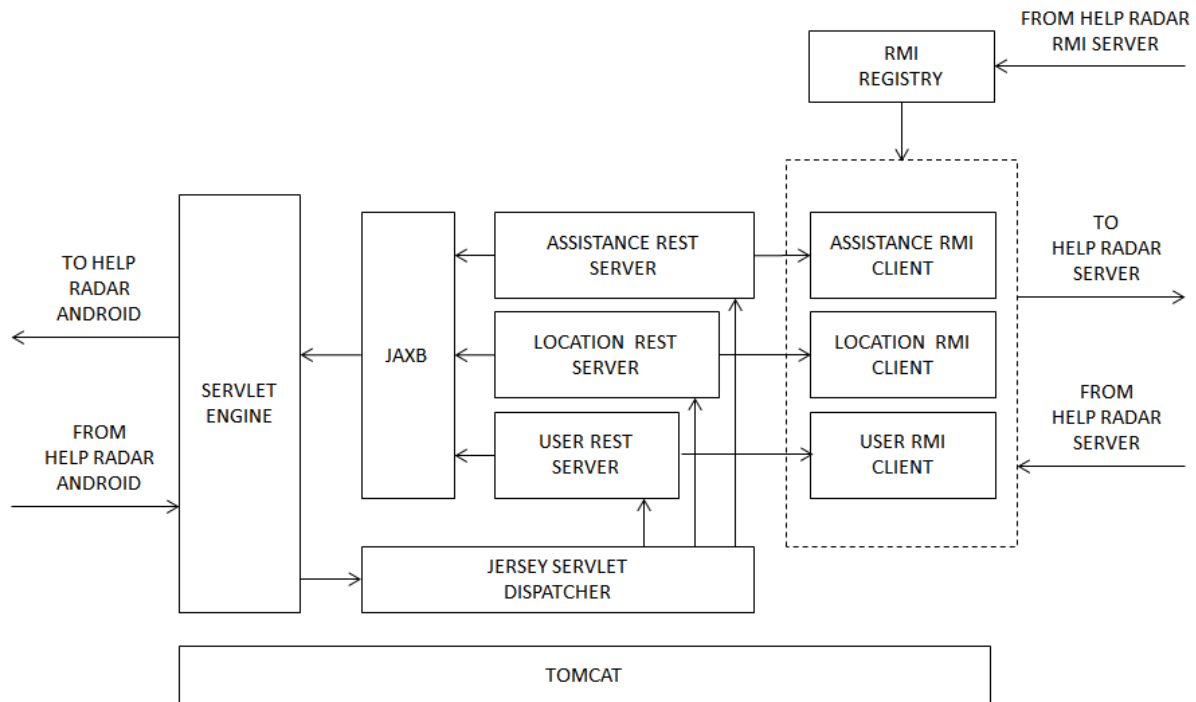 FROM HELP RADAR
RMI SERVER
RMI
REGISTRY
TO HELP
RADAR
ANDROID
FROM
HELP RADAR
ANDROID
SERVLET
ENGINE
JAXB
ASSISTANCE REST
SERVER
LOCATION REST
SERVER
USER REST
SERVER
JERSEY SERVLET
DISPATCHER
ASSISTANCE RMI
CLIENT
LOCATION RMI
CLIENT
USER RMI
CLIENT
TO
HELP RADAR
SERVER
FROM
HELP RADAR
SERVER
TOMCAT